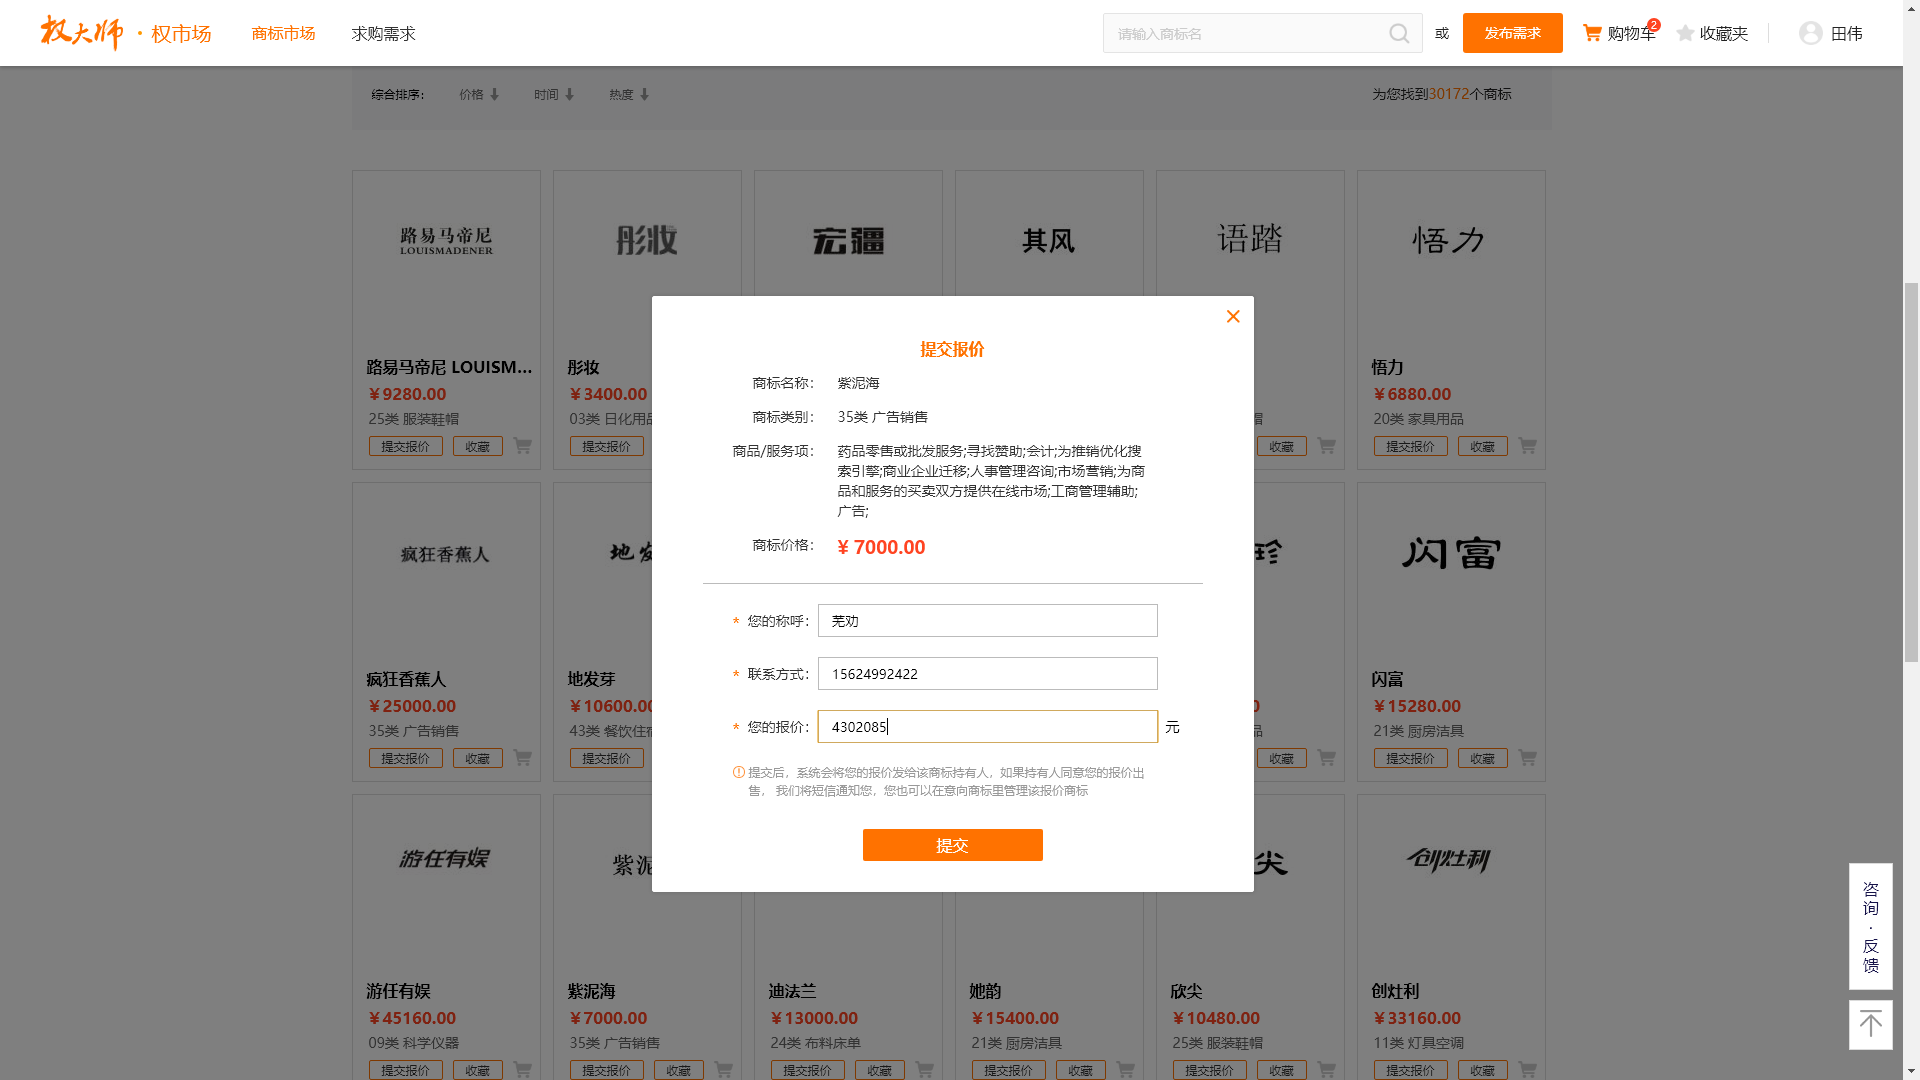 权大师 · 权市场 商标市场 求购需求 请输入商标名 或 发布需求 购物车 2 收藏夹 田伟
综合排序: 价格 时间 热度 为您找到30172个商标
路易马帝尼 彤妆 宏疆 其风 语踏 悟力
LOUISMADENER
路易马帝尼 LOUISM... 彤妆 悟力
￥9280.00 ￥3400.00 ￥6880.00
25类 服装鞋帽 03类 日化用品 帽 20类 家具用品
提交报价 收藏 提交报价 收藏 提交报价 收藏
提交报价
商标名称: 紫泥海
商标类别: 35类 广告销售
商品/服务项: 药品零售或批发服务;寻找赞助;会计;为推销优化搜
索引擎;商业企业迁移;人事管理咨询;市场营销;为商
品和服务的买卖双方提供在线市场;工商管理辅助;
广告;
商标价格: ¥ 7000.00
* 您的称呼: 芜劝
* 联系方式: 15624992422
* 您的报价: 4302085 元
提交后，系统会将您的报价发给该商标持有人，如果持有人同意您的报价出
售， 我们将短信通知您，您也可以在意向商标里管理该报价商标
提交
疯狂香蕉人 地发 珍 闪富
疯狂香蕉人 地发芽 闪富
￥25000.00 ￥10600.00 0 ￥15280.00
35类 广告销售 43类 餐饮住宿 品 21类 厨房洁具
提交报价 收藏 提交报价 收藏 提交报价 收藏
游任有娱 紫泥 尖 创灶利
游任有娱 紫泥海 迪法兰 她韵 欣尖 创灶利
￥45160.00 ￥7000.00 ￥13000.00 ￥15400.00 ￥10480.00 ￥33160.00
09类 科学仪器 35类 广告销售 24类 布料床单 21类 厨房洁具 25类 服装鞋帽 11类 灯具空调
提交报价 收藏 提交报价 收藏 提交报价 收藏 提交报价 收藏 提交报价 收藏 提交报价 收藏
咨
询
·
反
馈